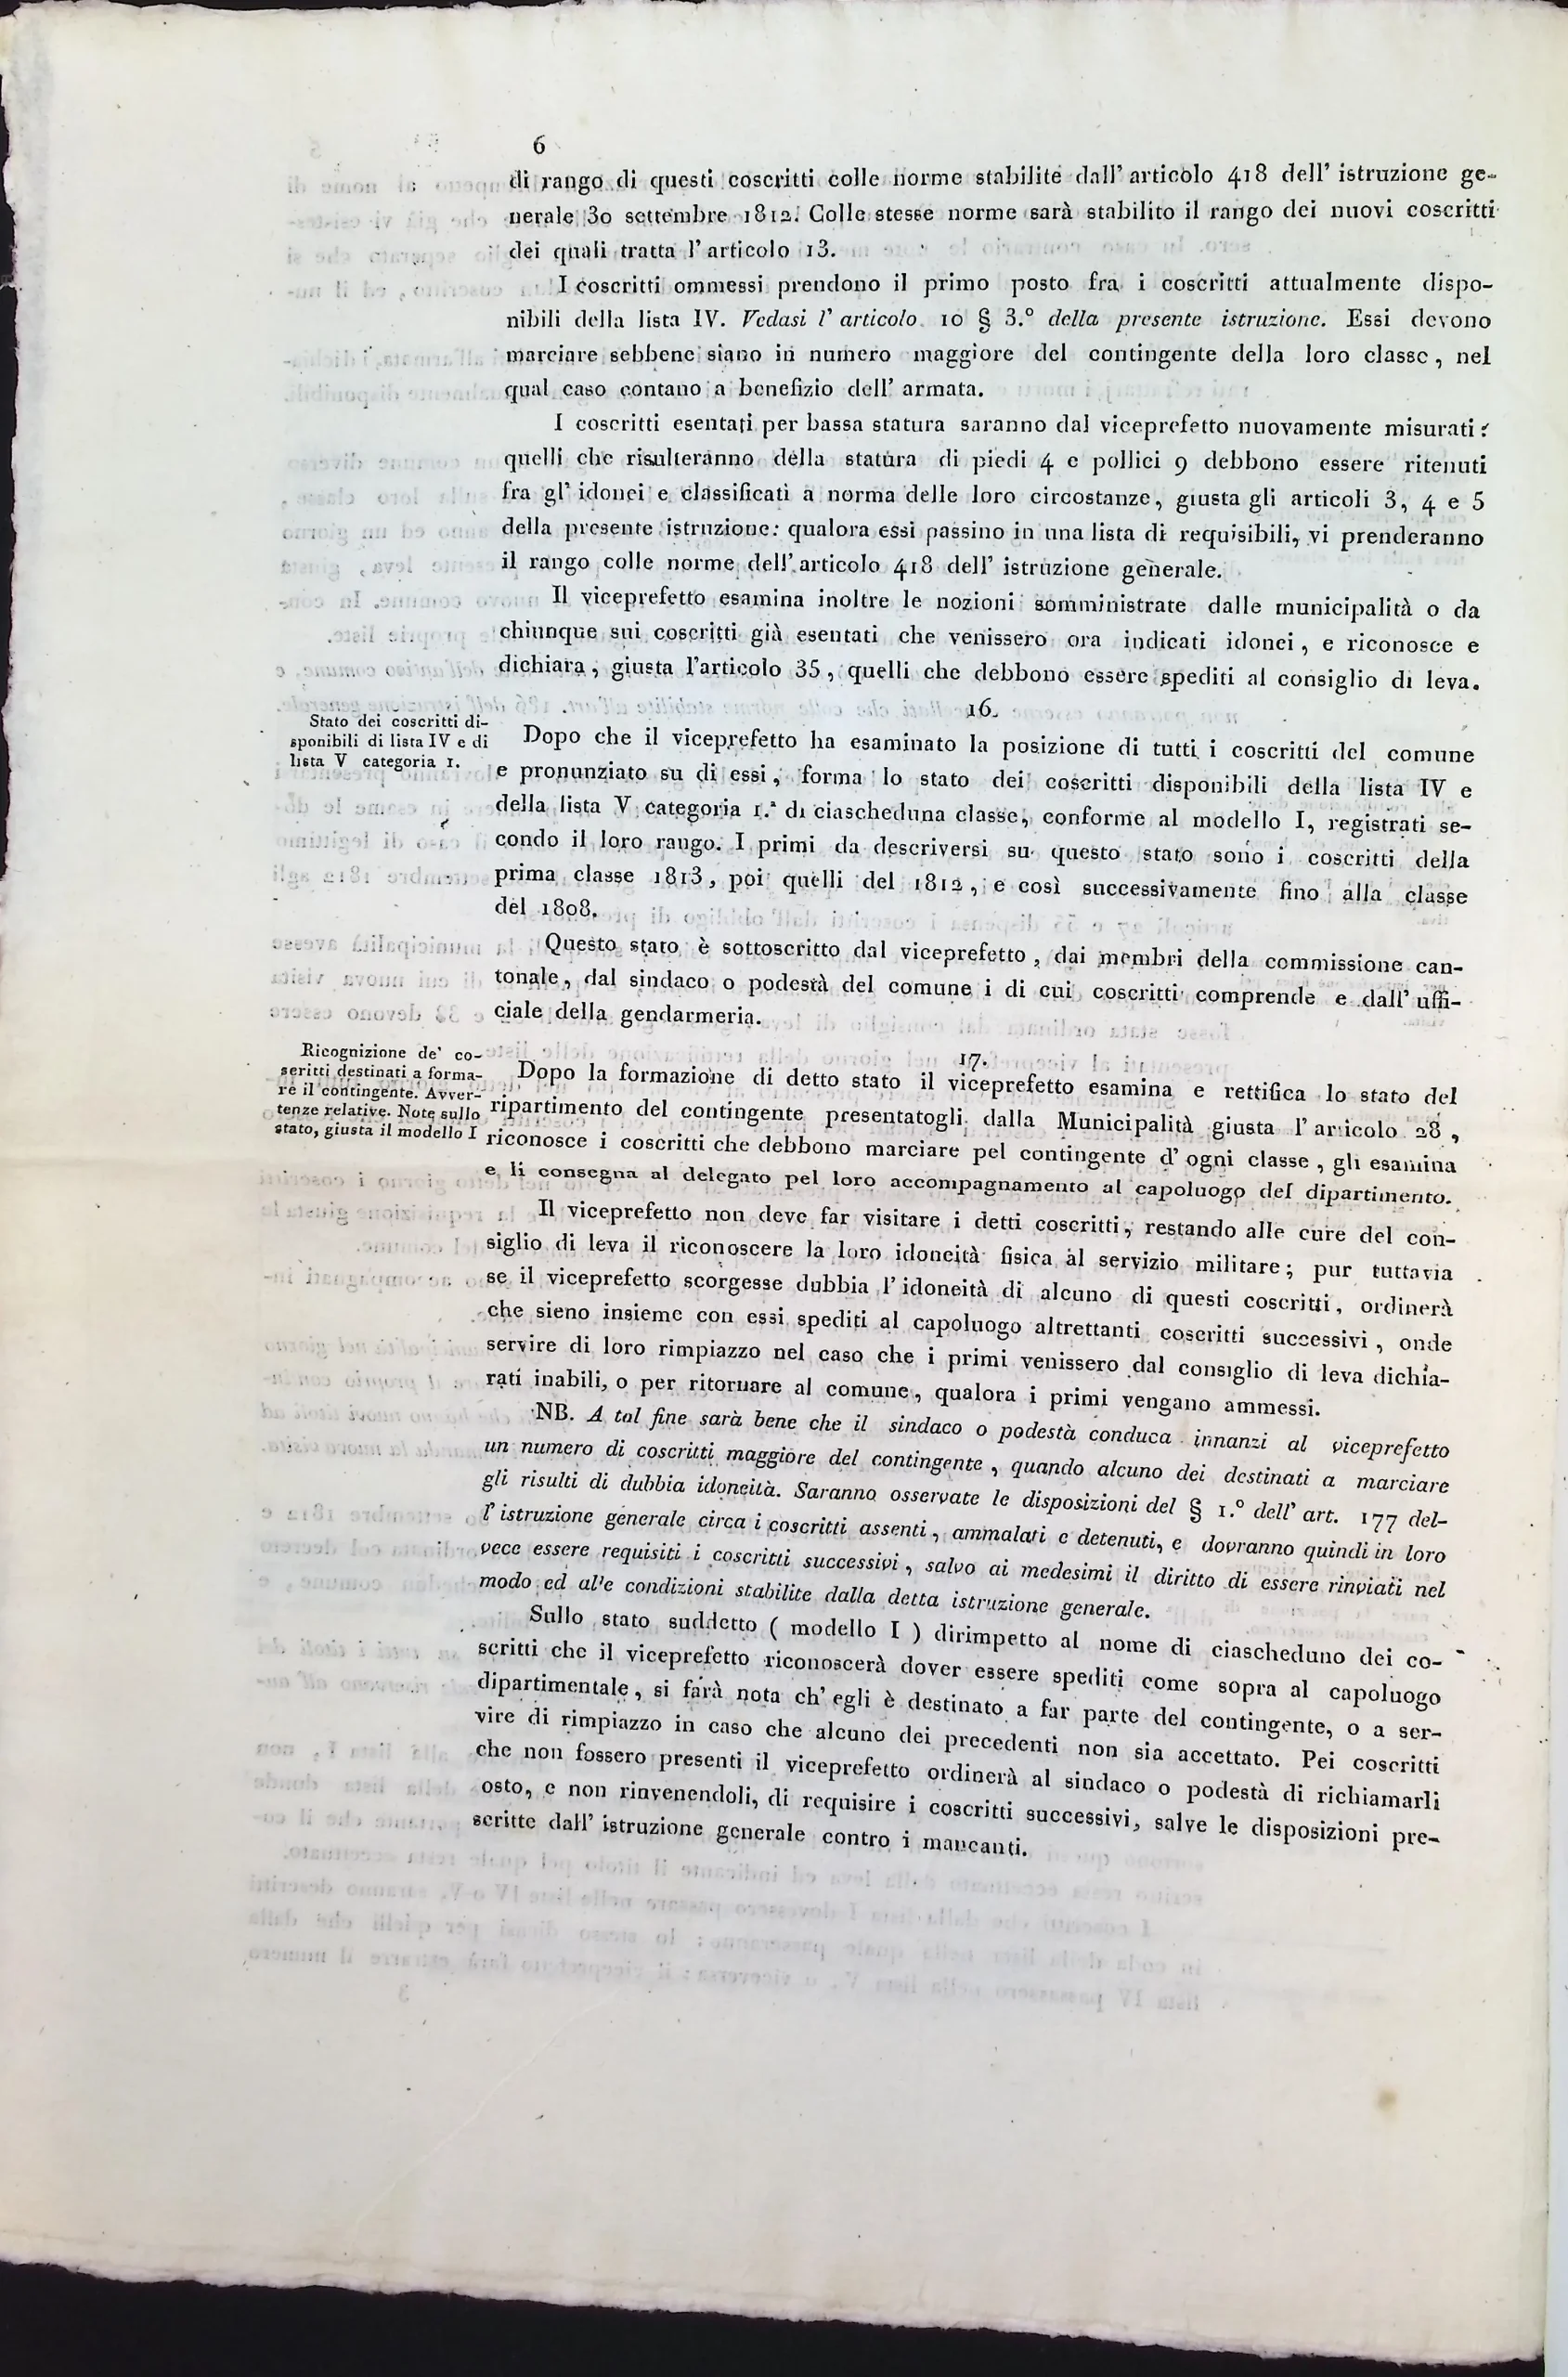 6
di rango di questi coscritti colle norme stabilite dall' articolo 418 dell' istruzione ge-
nerale 30 settembre 1812. Colle stesse norme sarà stabilito il rango dei nuovi coscritti
dei quali tratta l' articolo 13.
I coscritti ommessi prendono il primo posto fra i coscritti attualmente dispo-
nibili della lista IV. Vedasi l' articolo 10 § 3.° della presente istruzione. Essi devono
marciare sebbene siano in numero maggiore del contingente della loro classe, nel
qual caso contano a benefizio dell' armata.
I coscritti esentati per bassa statura saranno dal viceprefetto nuovamente misurati:
quelli che risulteranno della statura di piedi 4 e pollici 9 debbono essere ritenuti
fra gl' idonei e classificati a norma delle loro circostanze, giusta gli articoli 3, 4 e 5
della presente istruzione: qualora essi passino in una lista di requisibili, vi prenderanno
il rango colle norme dell' articolo 418 dell' istruzione generale.
Il viceprefetto esamina inoltre le nozioni somministrate dalle municipalità o da
chiunque sui coscritti già esentati che venissero ora indicati idonei, e riconosce e
dichiara, giusta l'articolo 35, quelli che debbono essere spediti al consiglio di leva.
16.
Stato dei coscritti di-
sponibili di lista IV e di
lista V categoria 1.
Dopo che il viceprefetto ha esaminato la posizione di tutti i coscritti del comune
e pronunziato su di essi, forma lo stato dei coscritti disponibili della lista IV e
della lista V categoria 1.ª di ciascheduna classe, conforme al modello I, registrati se-
condo il loro rango. I primi da descriversi su questo stato sono i coscritti della
prima classe 1813, poi quelli del 1812, e così successivamente fino alla classe
del 1808.
Questo stato è sottoscritto dal viceprefetto, dai membri della commissione can-
tonale, dal sindaco o podestà del comune i di cui coscritti comprende e dall' uffi-
ciale della gendarmeria.
17.
Ricognizione de' co-
scritti destinati a forma-
re il contingente. Avver-
tenze relative. Note sullo
stato, giusta il modello I
Dopo la formazione di detto stato il viceprefetto esamina e rettifica lo stato del
ripartimento del contingente presentatogli dalla Municipalità giusta l' articolo 28,
riconosce i coscritti che debbono marciare pel contingente d' ogni classe, gli esamina
e li consegna al delegato pel loro accompagnamento al capoluogo del dipartimento.
Il viceprefetto non deve far visitare i detti coscritti, restando alle cure del con-
siglio di leva il riconoscere la loro idoneità fisica al servizio militare; pur tuttavia
se il viceprefetto scorgesse dubbia l' idoneità di alcuno di questi coscritti, ordinerà
che sieno insieme con essi spediti al capoluogo altrettanti coscritti successivi, onde
servire di loro rimpiazzo nel caso che i primi venissero dal consiglio di leva dichia-
rati inabili, o per ritornare al comune, qualora i primi vengano ammessi.
NB. A tal fine sarà bene che il sindaco o podestà conduca innanzi al viceprefetto
un numero di coscritti maggiore del contingente, quando alcuno dei destinati a marciare
gli risulti di dubbia idoneità. Saranno osservate le disposizioni del § 1.° dell' art. 177 del-
l' istruzione generale circa i coscritti assenti, ammalati e detenuti, e dovranno quindi in loro
vece essere requisiti i coscritti successivi, salvo ai medesimi il diritto di essere rinviati nel
modo ed alle condizioni stabilite dalla detta istruzione generale.
Sullo stato suddetto ( modello I ) dirimpetto al nome di ciascheduno dei co-
scritti che il viceprefetto riconoscerà dover essere spediti come sopra al capoluogo
dipartimentale, si farà nota ch' egli è destinato a far parte del contingente, o a ser-
vire di rimpiazzo in caso che alcuno dei precedenti non sia accettato. Pei coscritti
che non fossero presenti il viceprefetto ordinerà al sindaco o podestà di richiamarli
osto, e non rinvenendoli, di requisire i coscritti successivi, salve le disposizioni pre-
scritte dall' istruzione generale contro i mancanti.